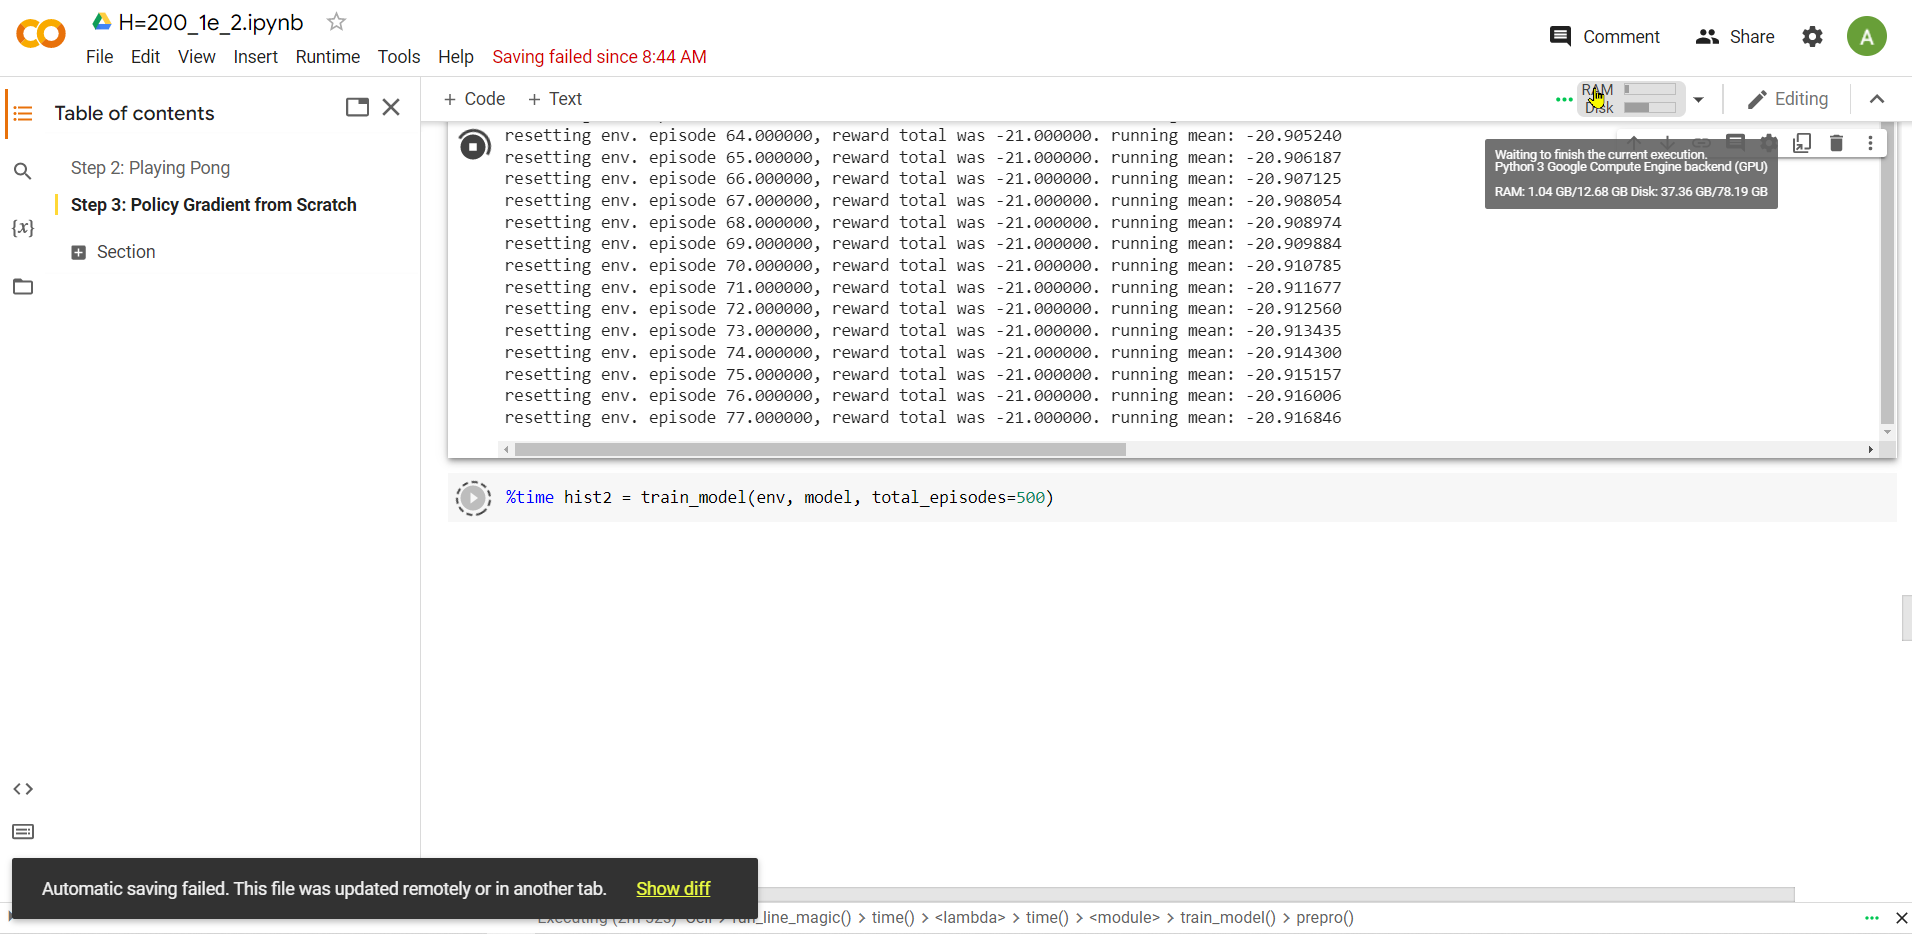 H=200_1e_2.ipynb
File Edit View Insert Runtime Tools Help Saving failed since 8:44 AM
Comment Share A
Table of contents
+ Code + Text
RAM
Disk
Editing
Step 2: Playing Pong
Step 3: Policy Gradient from Scratch
Section
{x}
resetting env. episode 64.000000, reward total was -21.000000. running mean: -20.905240
resetting env. episode 65.000000, reward total was -21.000000. running mean: -20.906187
resetting env. episode 66.000000, reward total was -21.000000. running mean: -20.907125
resetting env. episode 67.000000, reward total was -21.000000. running mean: -20.908054
resetting env. episode 68.000000, reward total was -21.000000. running mean: -20.908974
resetting env. episode 69.000000, reward total was -21.000000. running mean: -20.909884
resetting env. episode 70.000000, reward total was -21.000000. running mean: -20.910785
resetting env. episode 71.000000, reward total was -21.000000. running mean: -20.911677
resetting env. episode 72.000000, reward total was -21.000000. running mean: -20.912560
resetting env. episode 73.000000, reward total was -21.000000. running mean: -20.913435
resetting env. episode 74.000000, reward total was -21.000000. running mean: -20.914300
resetting env. episode 75.000000, reward total was -21.000000. running mean: -20.915157
resetting env. episode 76.000000, reward total was -21.000000. running mean: -20.916006
resetting env. episode 77.000000, reward total was -21.000000. running mean: -20.916846
Waiting to finish the current execution.
Python 3 Google Compute Engine backend (GPU)
RAM: 1.04 GB/12.68 GB Disk: 37.36 GB/78.19 GB
%time hist2 = train_model(env, model, total_episodes=500)
Automatic saving failed. This file was updated remotely or in another tab. Show diff
_line_magic() > time() > <lambda> > time() > <module> > train_model() > prepro()